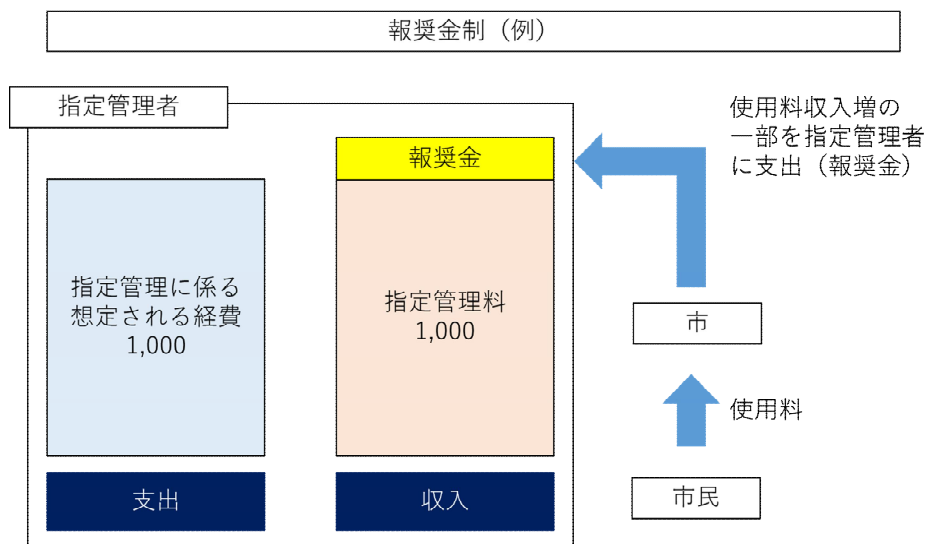 報奨金制（例）
指定管理者
使用料収入増の
一部を指定管理者
に支出（報奨金）
報奨金
指定管理に係る
想定される経費
1,000
指定管理料
1,000
市
使用料
支出
収入
市民